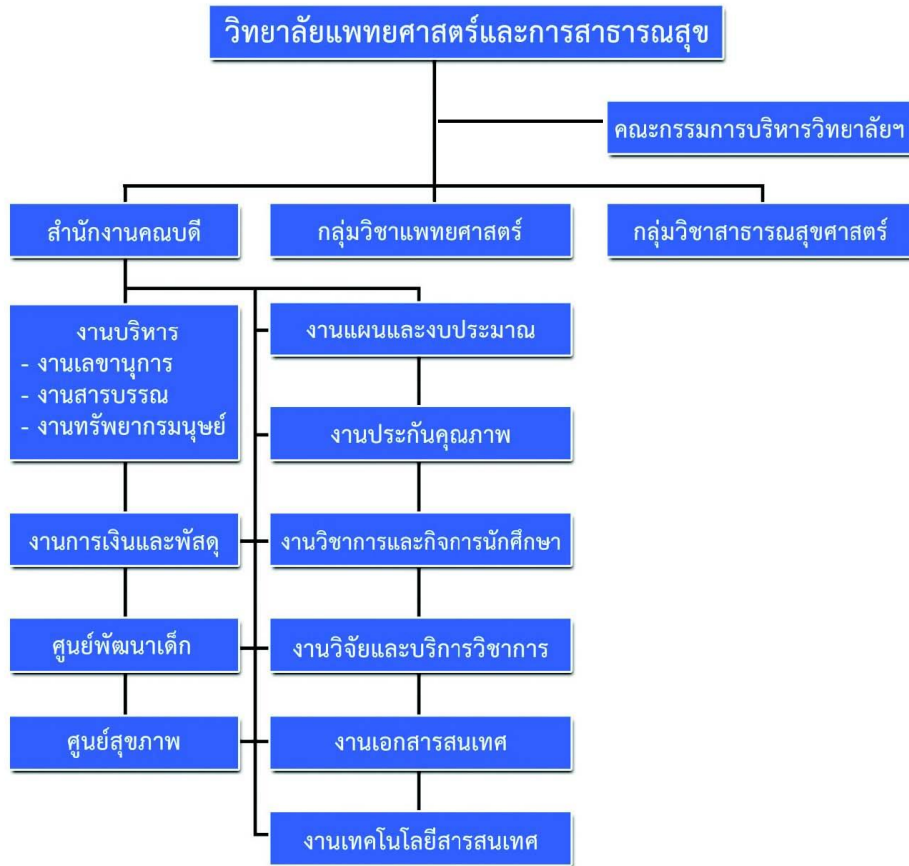 วิทยาลัยแพทยศาสตร์และการสาธารณสุข
คณะกรรมการบริหารวิทยาลัยฯ
สำนักงานคณบดี
กลุ่มวิชาแพทยศาสตร์
กลุ่มวิชาสาธารณสุขศาสตร์
งานบริหาร
- งานเลขานุการ
- งานสารบรรณ
- งานทรัพยากรมนุษย์
งานการเงินและพัสดุ
ศูนย์พัฒนาเด็ก
ศูนย์สุขภาพ
งานแผนและงบประมาณ
งานประกันคุณภาพ
งานวิชาการและกิจการนักศึกษา
งานวิจัยและบริการวิชาการ
งานเอกสารสนเทศ
งานเทคโนโลยีสารสนเทศ